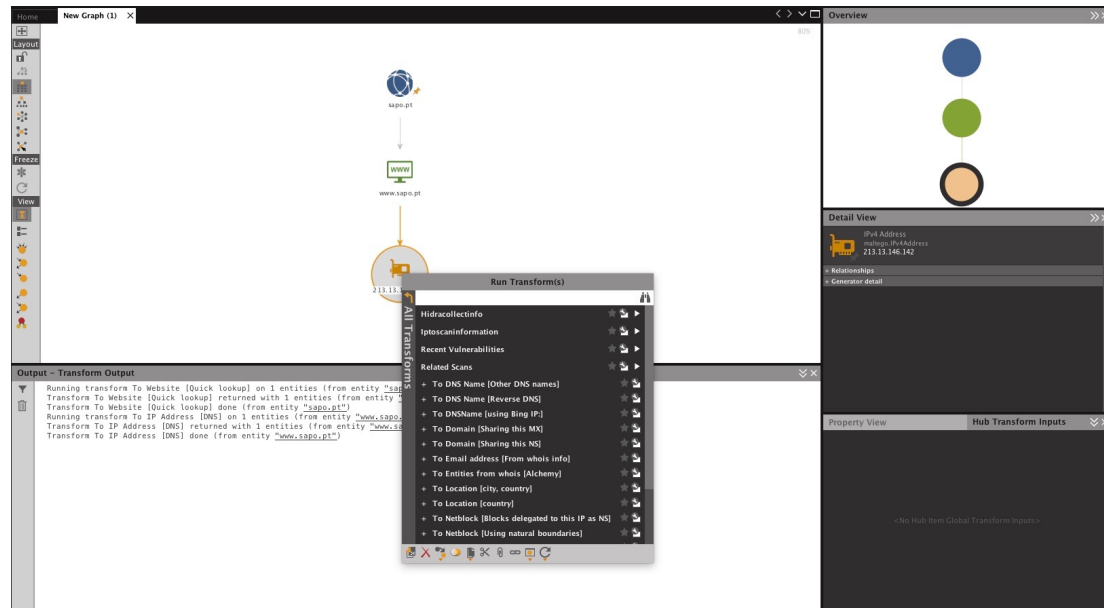 Home
New Graph (1)
Layout
Freeze
View
80%
sapo.pt
www
www.sapo.pt
213.13.
Run Transform(s)
All Transforms
Hidracollectinfo
Iptoscaninformation
Recent Vulnerabilities
Related Scans
+ To DNS Name [Other DNS names]
+ To DNS Name [Reverse DNS]
+ To DNSName [using Bing IP:]
+ To Domain [Sharing this MX]
+ To Domain [Sharing this NS]
+ To Email address [From whois info]
+ To Entities from whois [Alchemy]
+ To Location [city, country]
+ To Location [country]
+ To Netblock [Blocks delegated to this IP as NS]
+ To Netblock [Using natural boundaries]
Output - Transform Output
Running transform To Website [Quick lookup] on 1 entities (from entity "sap
Transform To Website [Quick lookup] returned with 1 entities (from entity "
Transform To Website [Quick lookup] done (from entity "sapo.pt")
Running transform To IP Address [DNS] on 1 entities (from entity "www.sapo.
Transform To IP Address [DNS] returned with 1 entities (from entity "www.sa
Transform To IP Address [DNS] done (from entity "www.sapo.pt")
Overview
Detail View
IPv4 Address
maltego.IPv4Address
213.13.146.142
+ Relationships
+ Generator detail
Property View
Hub Transform Inputs
<No Hub Item Global Transform Inputs>